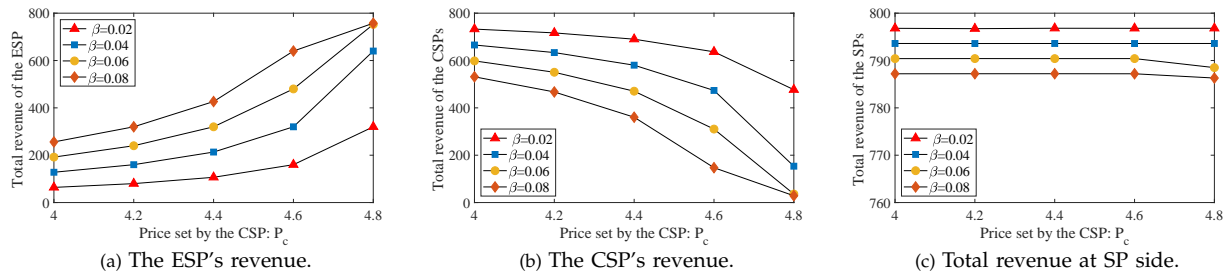 Total revenue of the ESP
800
600
400
200
0
β=0.02
β=0.04
β=0.06
β=0.08
4 4.2 4.4 4.6 4.8
Price set by the CSP: P_c
(a) The ESP's revenue.
Total revenue of the CSPs
800
600
400
200
0
β=0.02
β=0.04
β=0.06
β=0.08
4 4.2 4.4 4.6 4.8
Price set by the CSP: P_c
(b) The CSP's revenue.
Total revenue of the SPs
800
790
780
770
760
β=0.02
β=0.04
β=0.06
β=0.08
4 4.2 4.4 4.6 4.8
Price set by the CSP: P_c
(c) Total revenue at SP side.